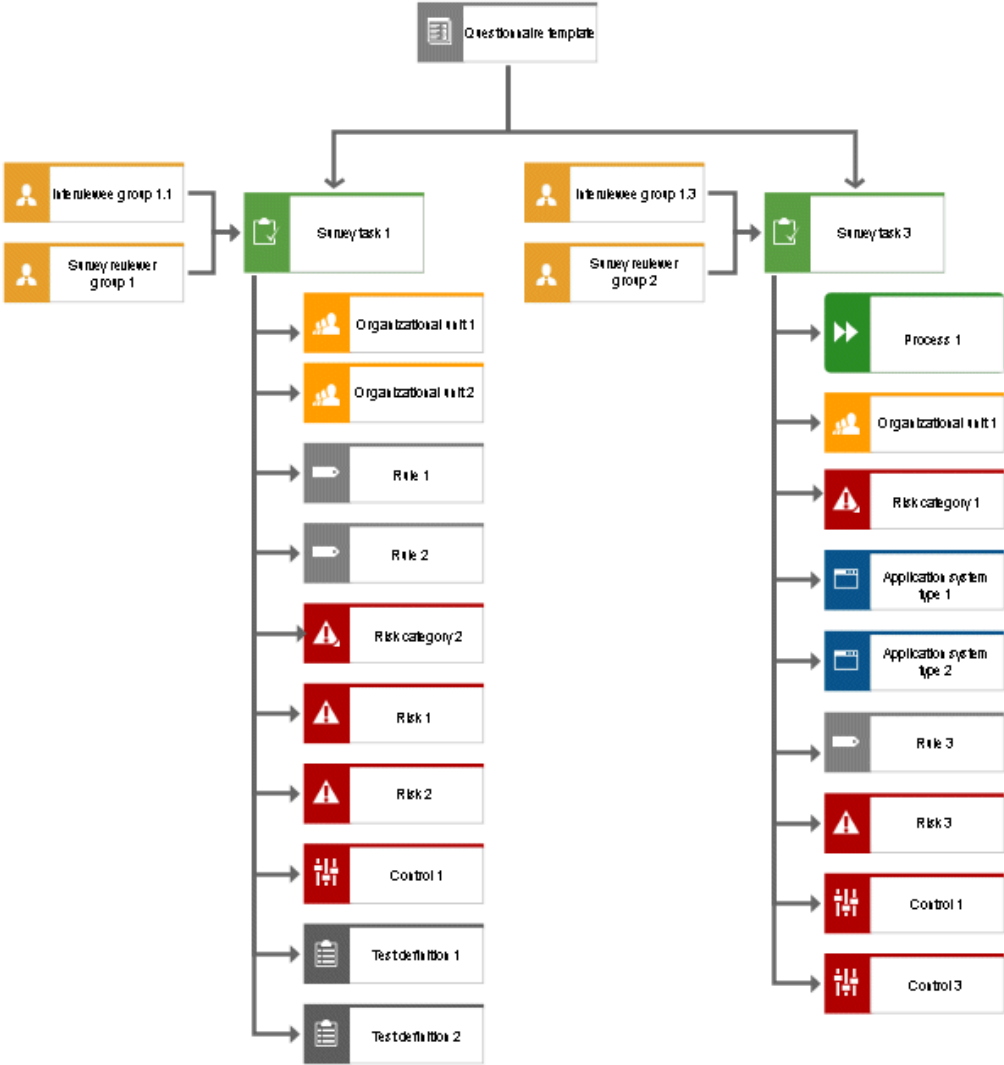 Questionnaire template
Interviewee group 1.1
Survey task 1
Survey reviewer
group 1
Organizational unit 1
Organizational unit 2
Rule 1
Rule 2
Risk category 2
Risk 1
Risk 2
Control 1
Test definition 1
Test definition 2
Interviewee group 1.3
Survey task 3
Survey reviewer
group 2
Process 1
Organizational unit 1
Risk category 1
Application system
type 1
Application system
type 2
Rule 3
Risk 3
Control 1
Control 3